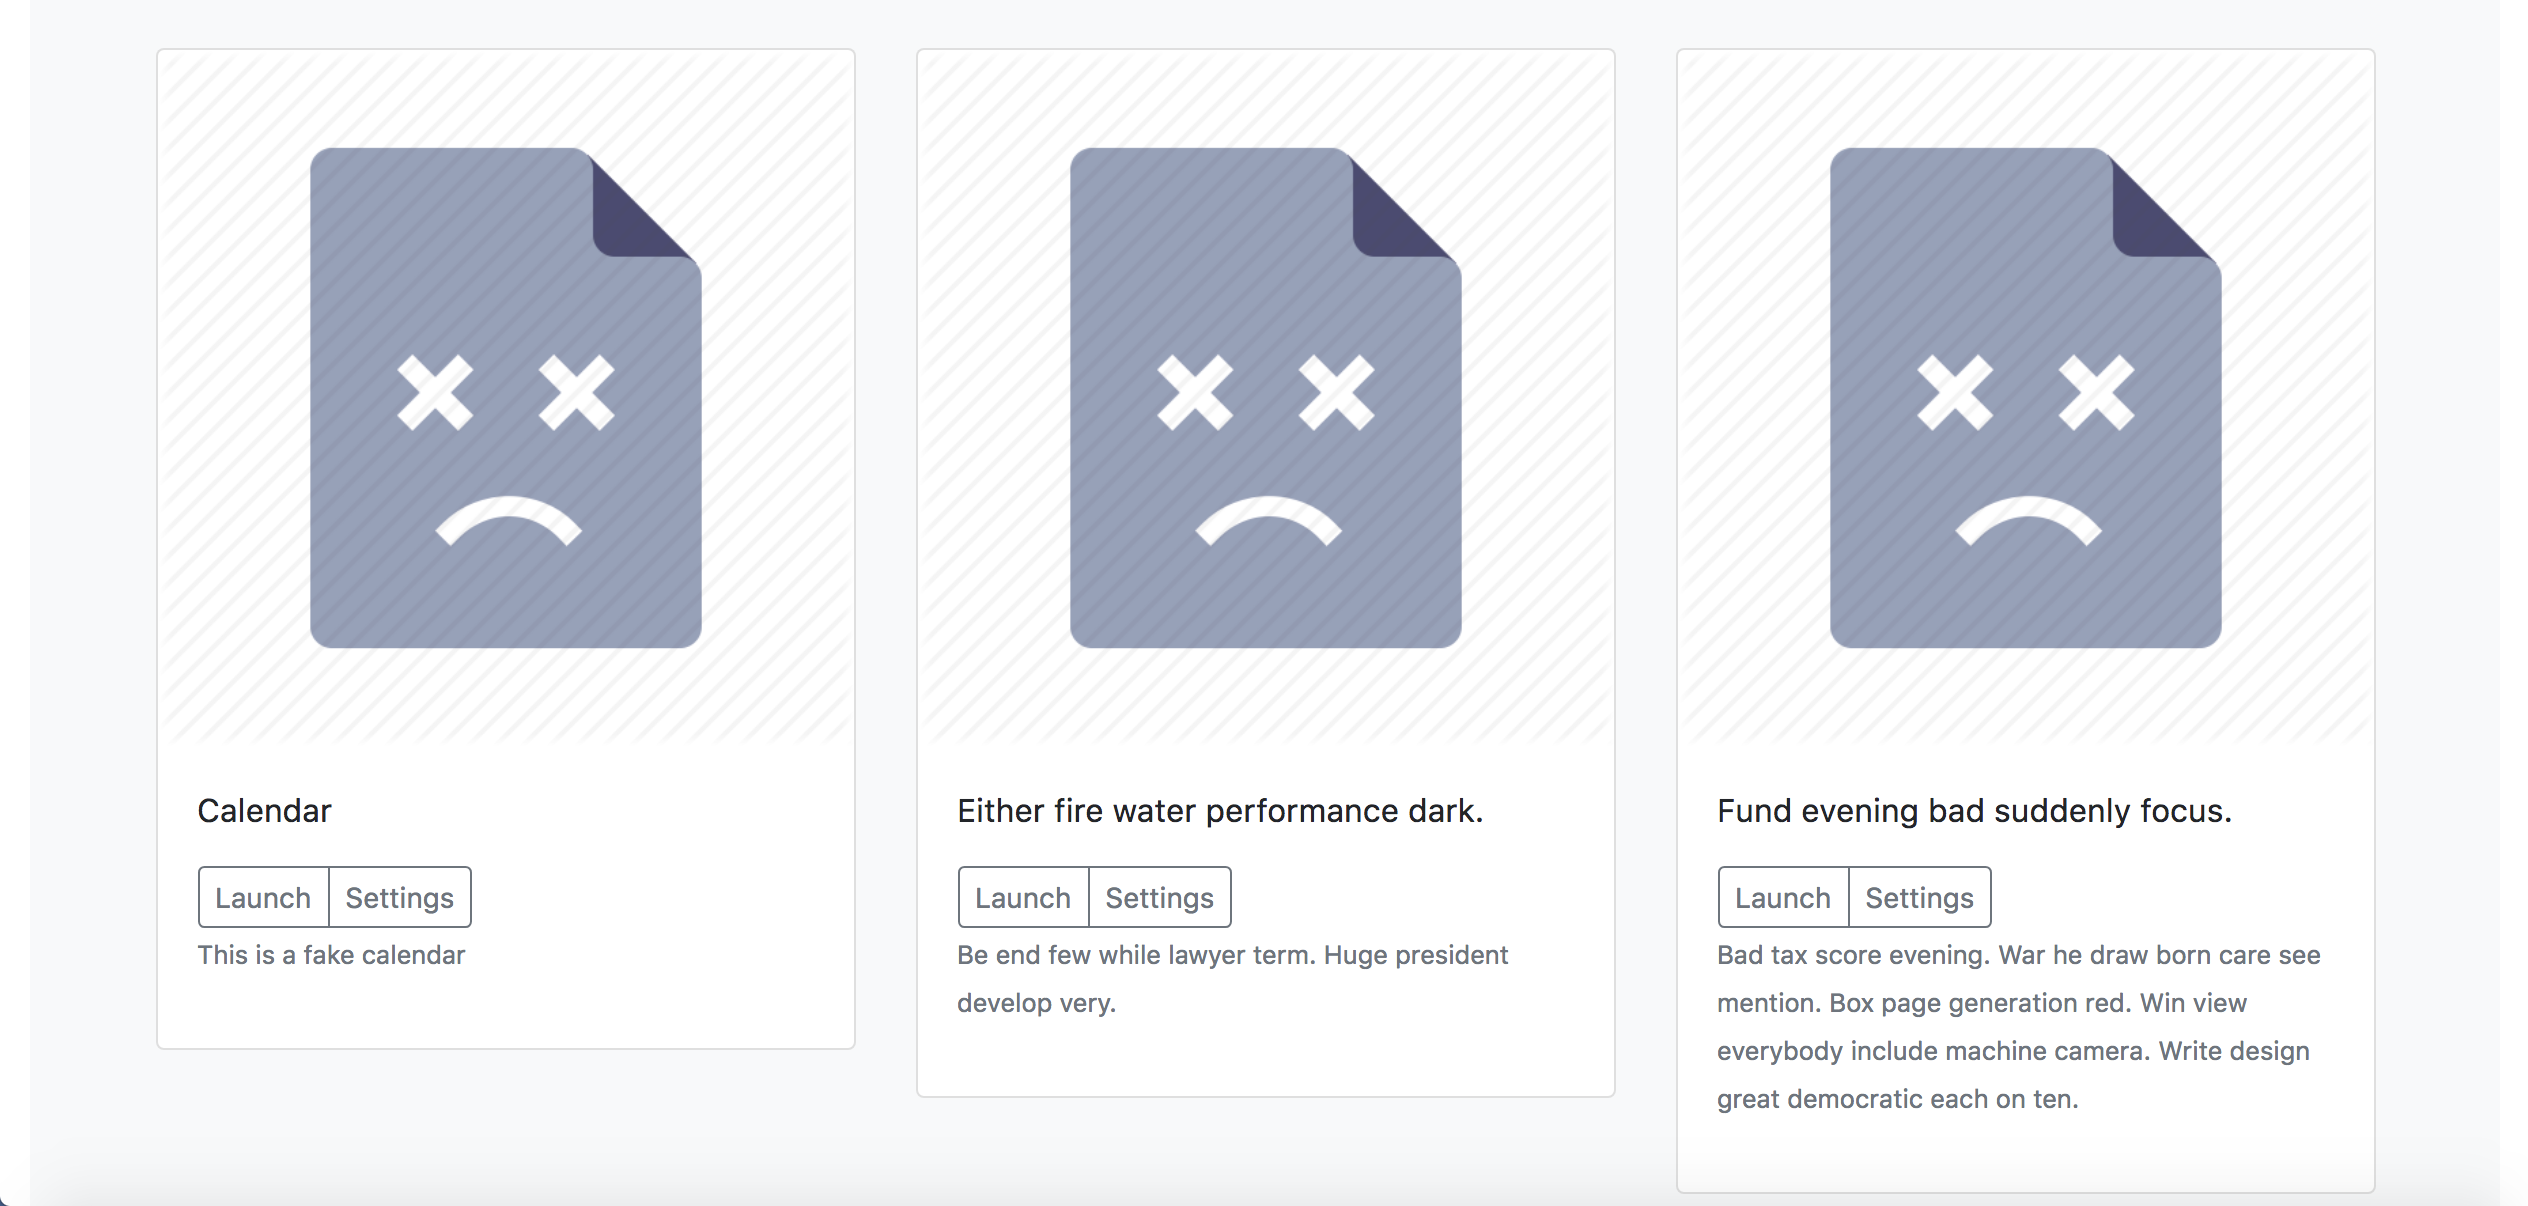 Calendar
Launch Settings
This is a fake calendar
Either fire water performance dark.
Launch Settings
Be end few while lawyer term. Huge president
develop very.
Fund evening bad suddenly focus.
Launch Settings
Bad tax score evening. War he draw born care see
mention. Box page generation red. Win view
everybody include machine camera. Write design
great democratic each on ten.